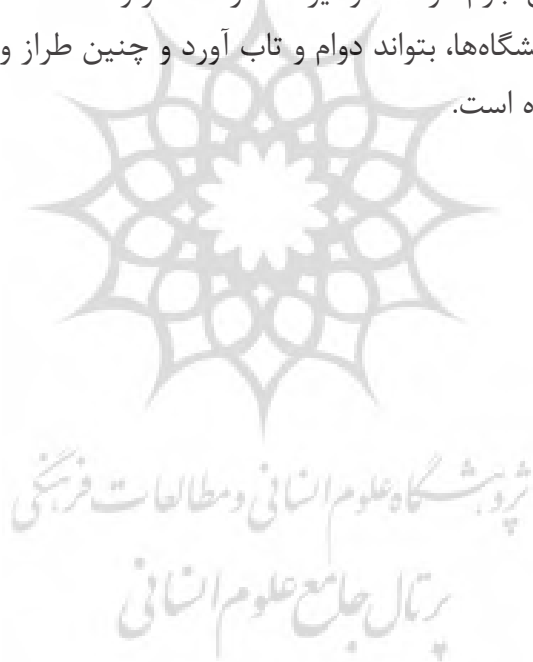 شگاه‌ها، بتواند دوام و تاب آورد و چنین طراز و
ه است.
پژوهشگاه علوم انسانی و مطالعات فرهنگی
پرتال جامع علوم انسانی